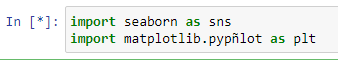 In [*]: import seaborn as sns
import matplotlib.pypñlot as plt